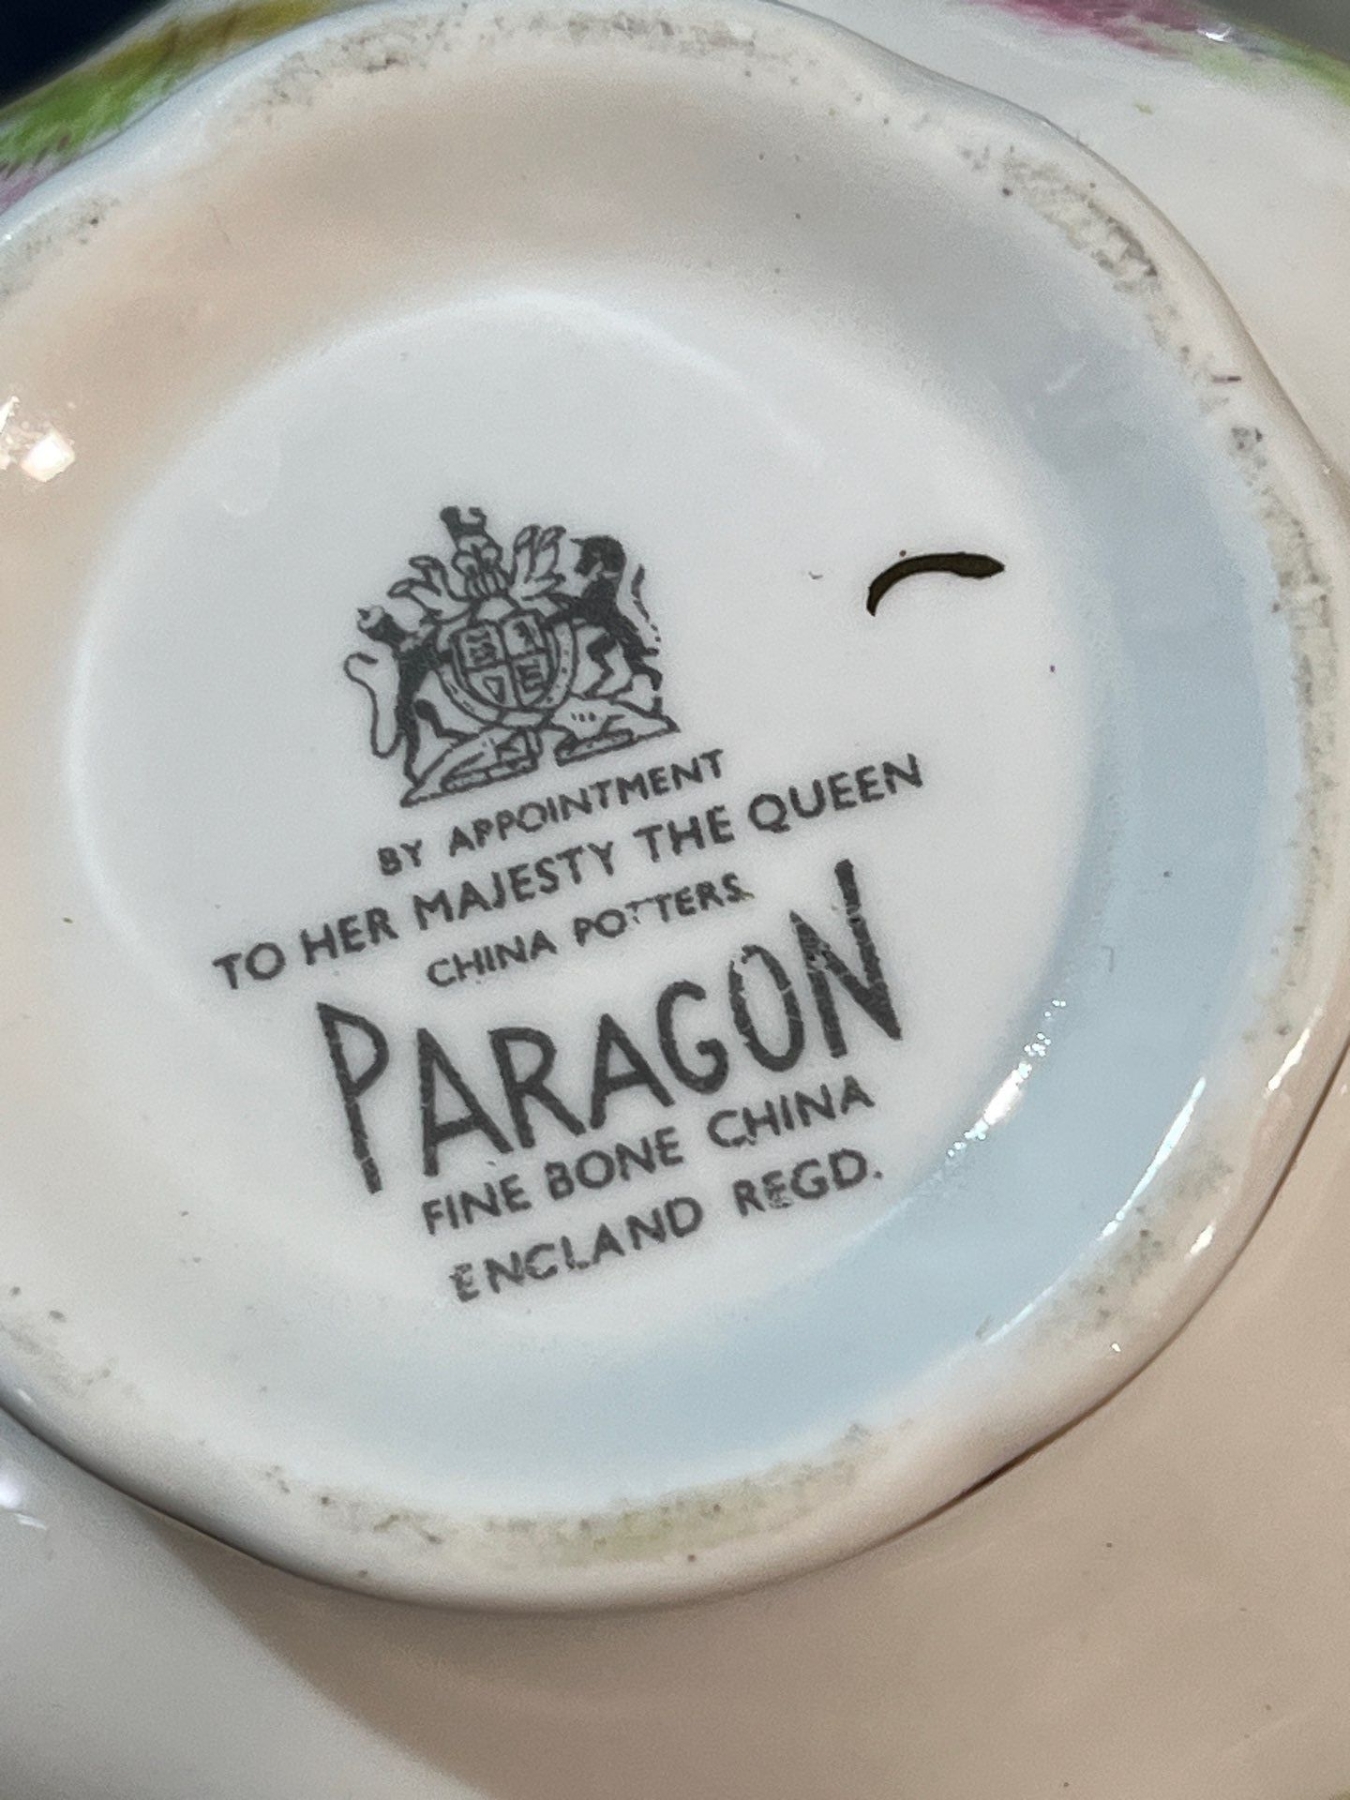 BY APPOINTMENT
TO HER MAJESTY THE QUEEN
CHINA POTTERS.
PARAGON
FINE BONE CHINA
ENGLAND REGD.